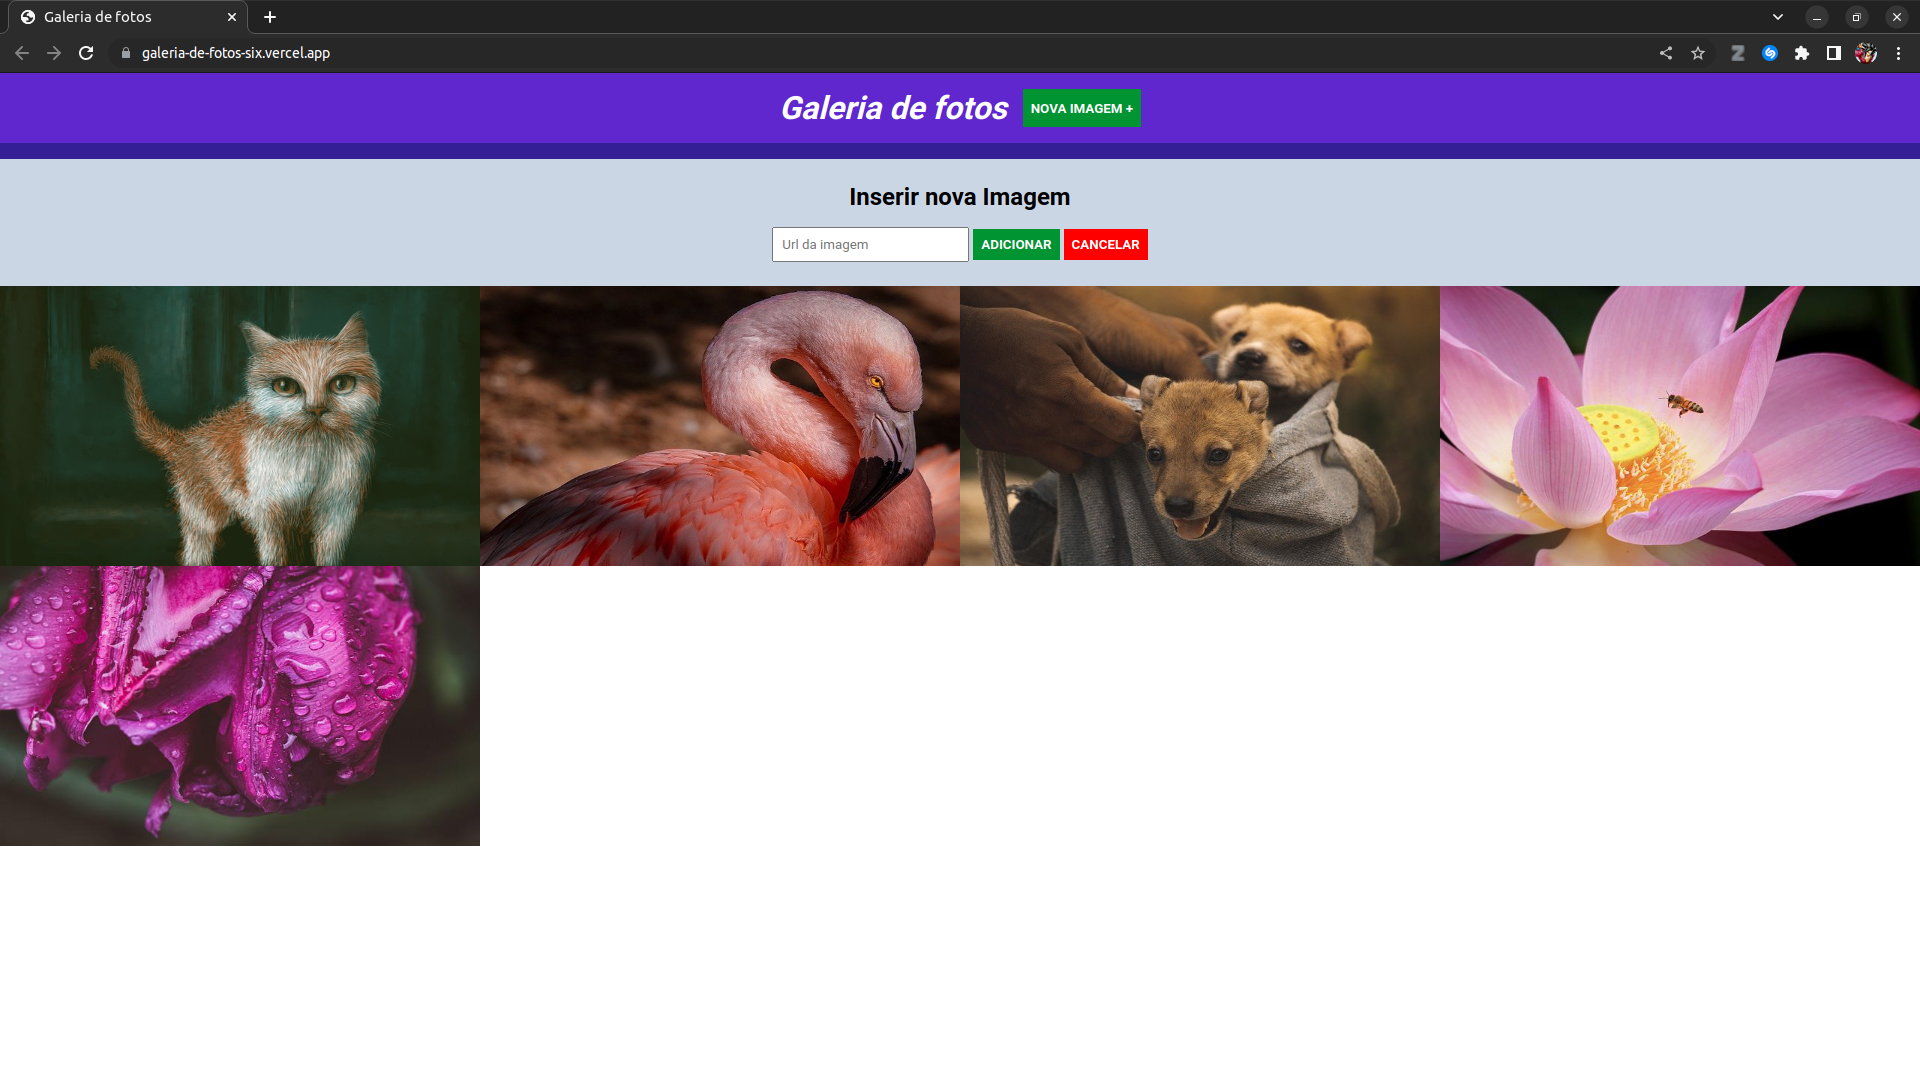 Galeria de fotos
galeria-de-fotos-six.vercel.app
Galeria de fotos NOVA IMAGEM +
Inserir nova Imagem
Url da imagem ADICIONAR CANCELAR